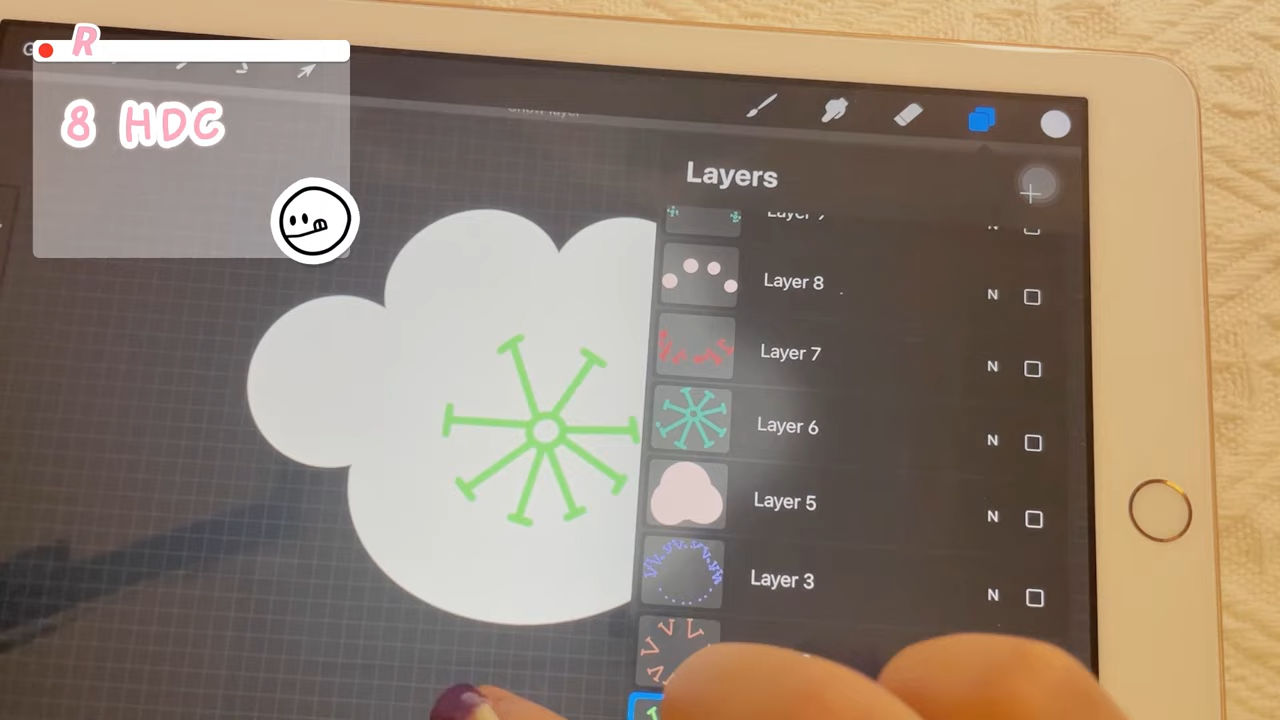 R
8 HDC
Layers
Layer 8
N
Layer 7
N
Layer 6
N
Layer 5
N
Layer 3
N